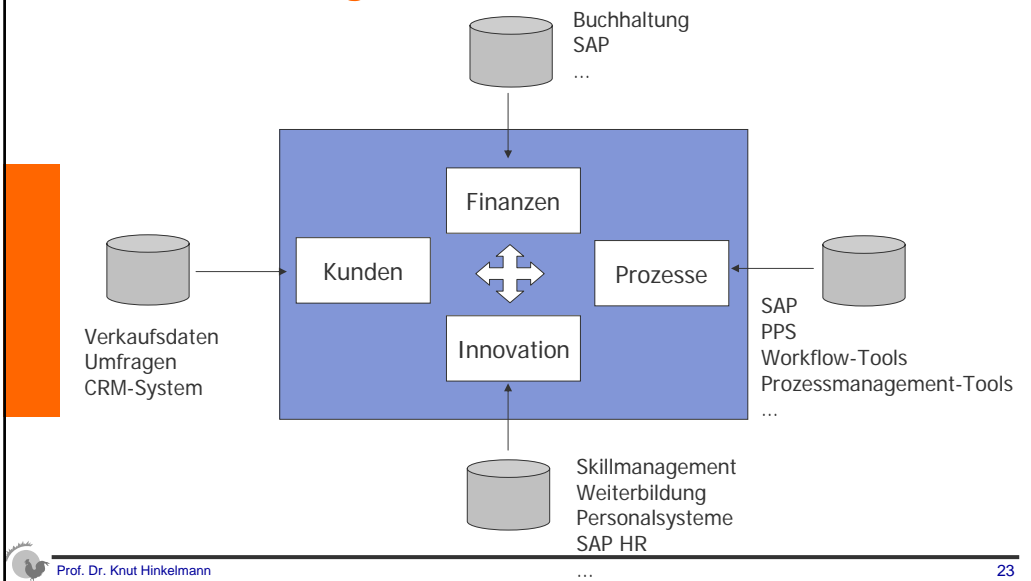 Buchhaltung
SAP
...
Finanzen
Kunden
Prozesse
Innovation
Verkaufsdaten
Umfragen
CRM-System
SAP
PPS
Workflow-Tools
Prozessmanagement-Tools
...
Skillmanagement
Weiterbildung
Personalsysteme
SAP HR
...
Prof. Dr. Knut Hinkelmann
23